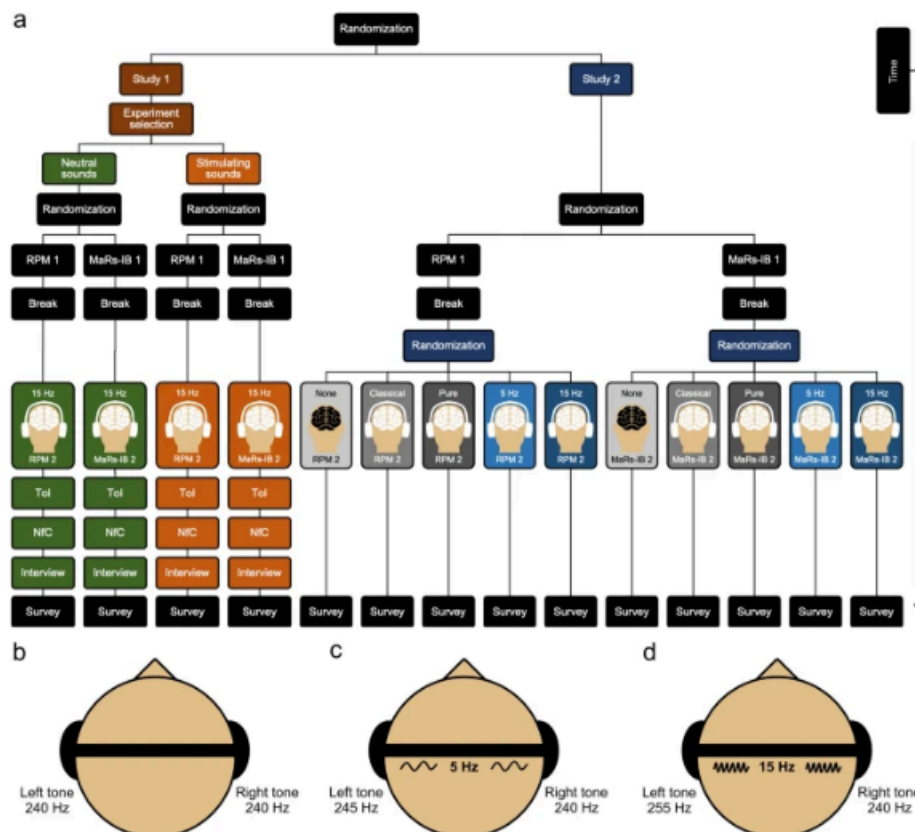 a
Randomization
Time
Study 1
Study 2
Experiment
selection
Neutral
sounds
Stimulating
sounds
Randomization
Randomization
Randomization
RPM 1
MaRs-IB 1
RPM 1
MaRs-IB 1
RPM 1
MaRs-IB 1
Break
Break
Break
Break
Break
Break
Randomization
Randomization
15 Hz
15 Hz
15 Hz
15 Hz
None
Classical
Pure
5 Hz
15 Hz
None
Classical
Pure
5 Hz
15 Hz
RPM 2
MaRs-IB 2
RPM 2
MaRs-IB 2
RPM 2
RPM 2
RPM 2
RPM 2
RPM 2
MaRs-IB 2
MaRs-IB 2
MaRs-IB 2
MaRs-IB 2
MaRs-IB 2
ToI
ToI
ToI
ToI
NfC
NfC
NfC
NfC
Interview
Interview
Interview
Interview
Survey
Survey
Survey
Survey
Survey
Survey
Survey
Survey
Survey
Survey
Survey
Survey
Survey
Survey
b
c
d
5 Hz
15 Hz
Left tone
240 Hz
Right tone
240 Hz
Left tone
245 Hz
Right tone
240 Hz
Left tone
255 Hz
Right tone
240 Hz